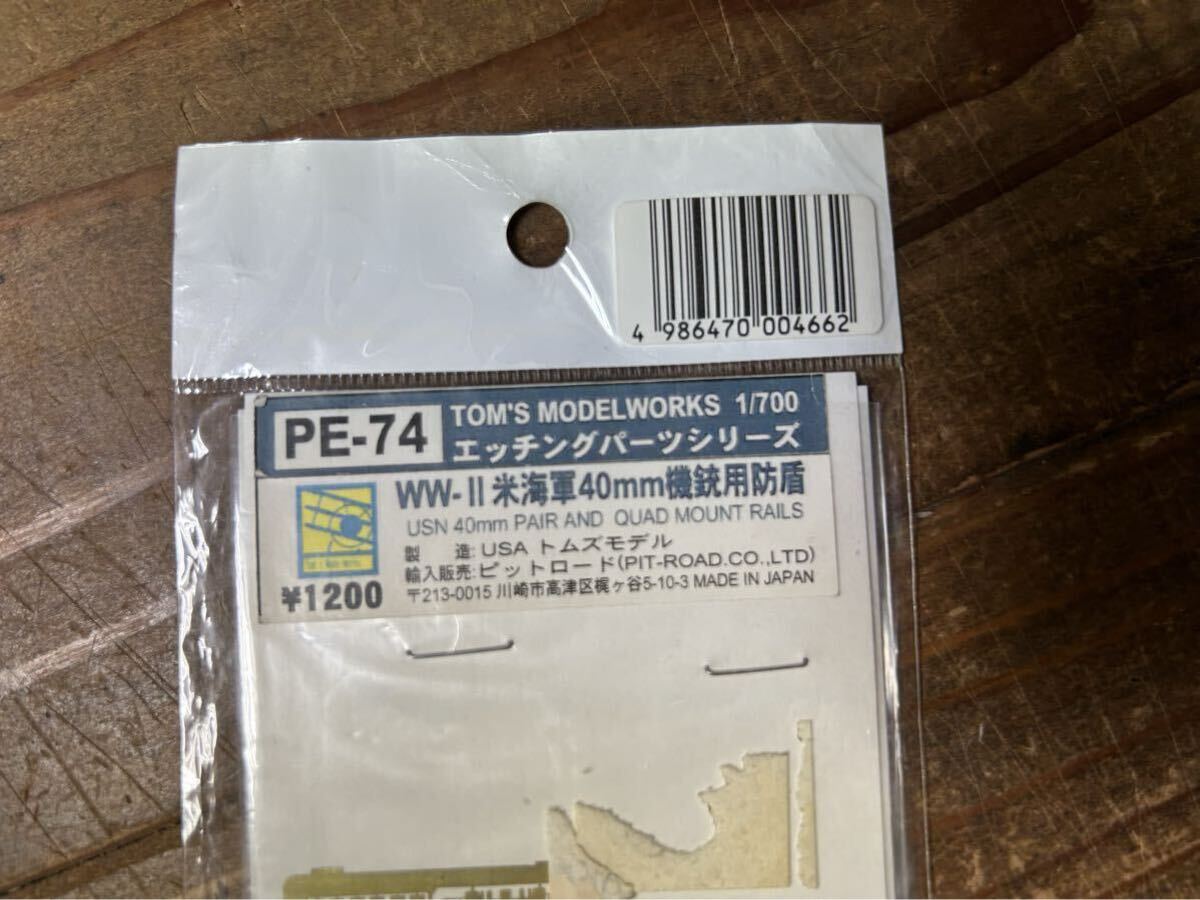 4 986470 004662
PE-74
TOM'S MODELWORKS 1/700
エッチングパーツシリーズ
WW-II 米海軍40mm機銃用防盾
USN 40mm PAIR AND QUAD MOUNT RAILS
製 造: USA トムズモデル
輸入販売: ピットロード(PIT-ROAD.CO.,LTD)
¥1200
〒213-0015 川崎市高津区梶ヶ谷5-10-3 MADE IN JAPAN